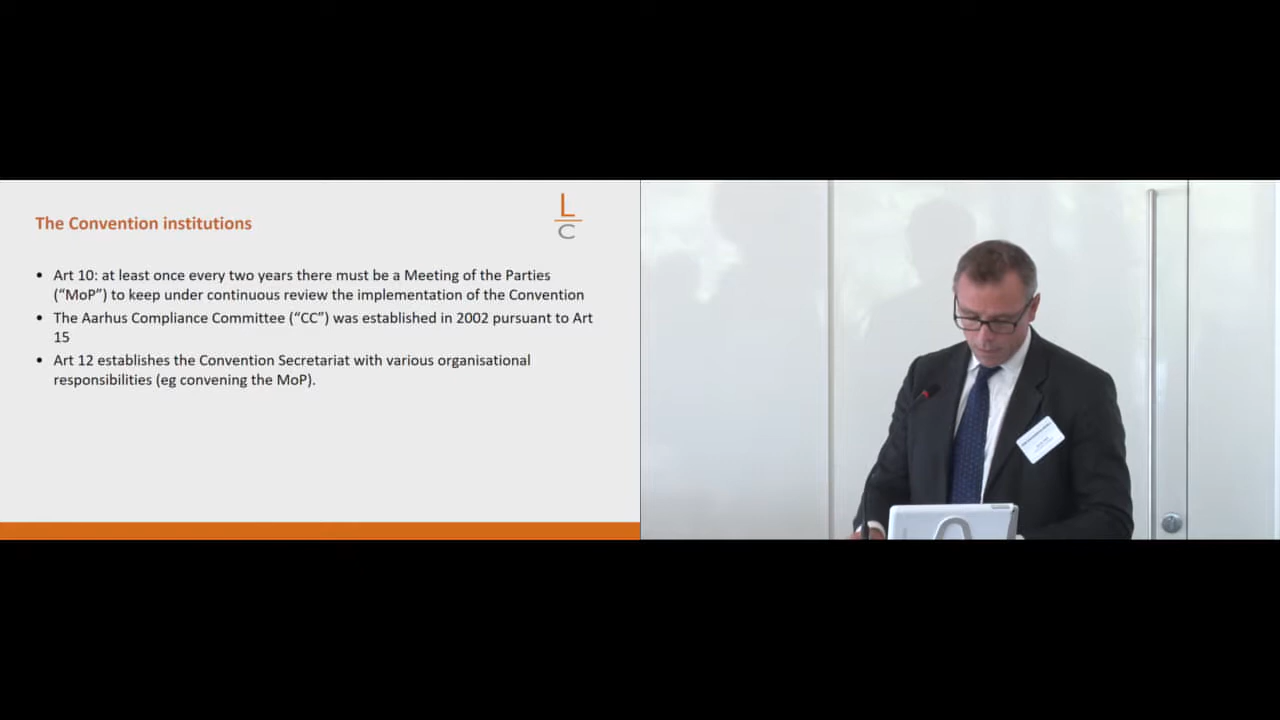 The Convention institutions
L
C
• Art 10: at least once every two years there must be a Meeting of the Parties
(“MoP”) to keep under continuous review the implementation of the Convention
• The Aarhus Compliance Committee (“CC”) was established in 2002 pursuant to Art
15
• Art 12 establishes the Convention Secretariat with various organisational
responsibilities (eg convening the MoP).